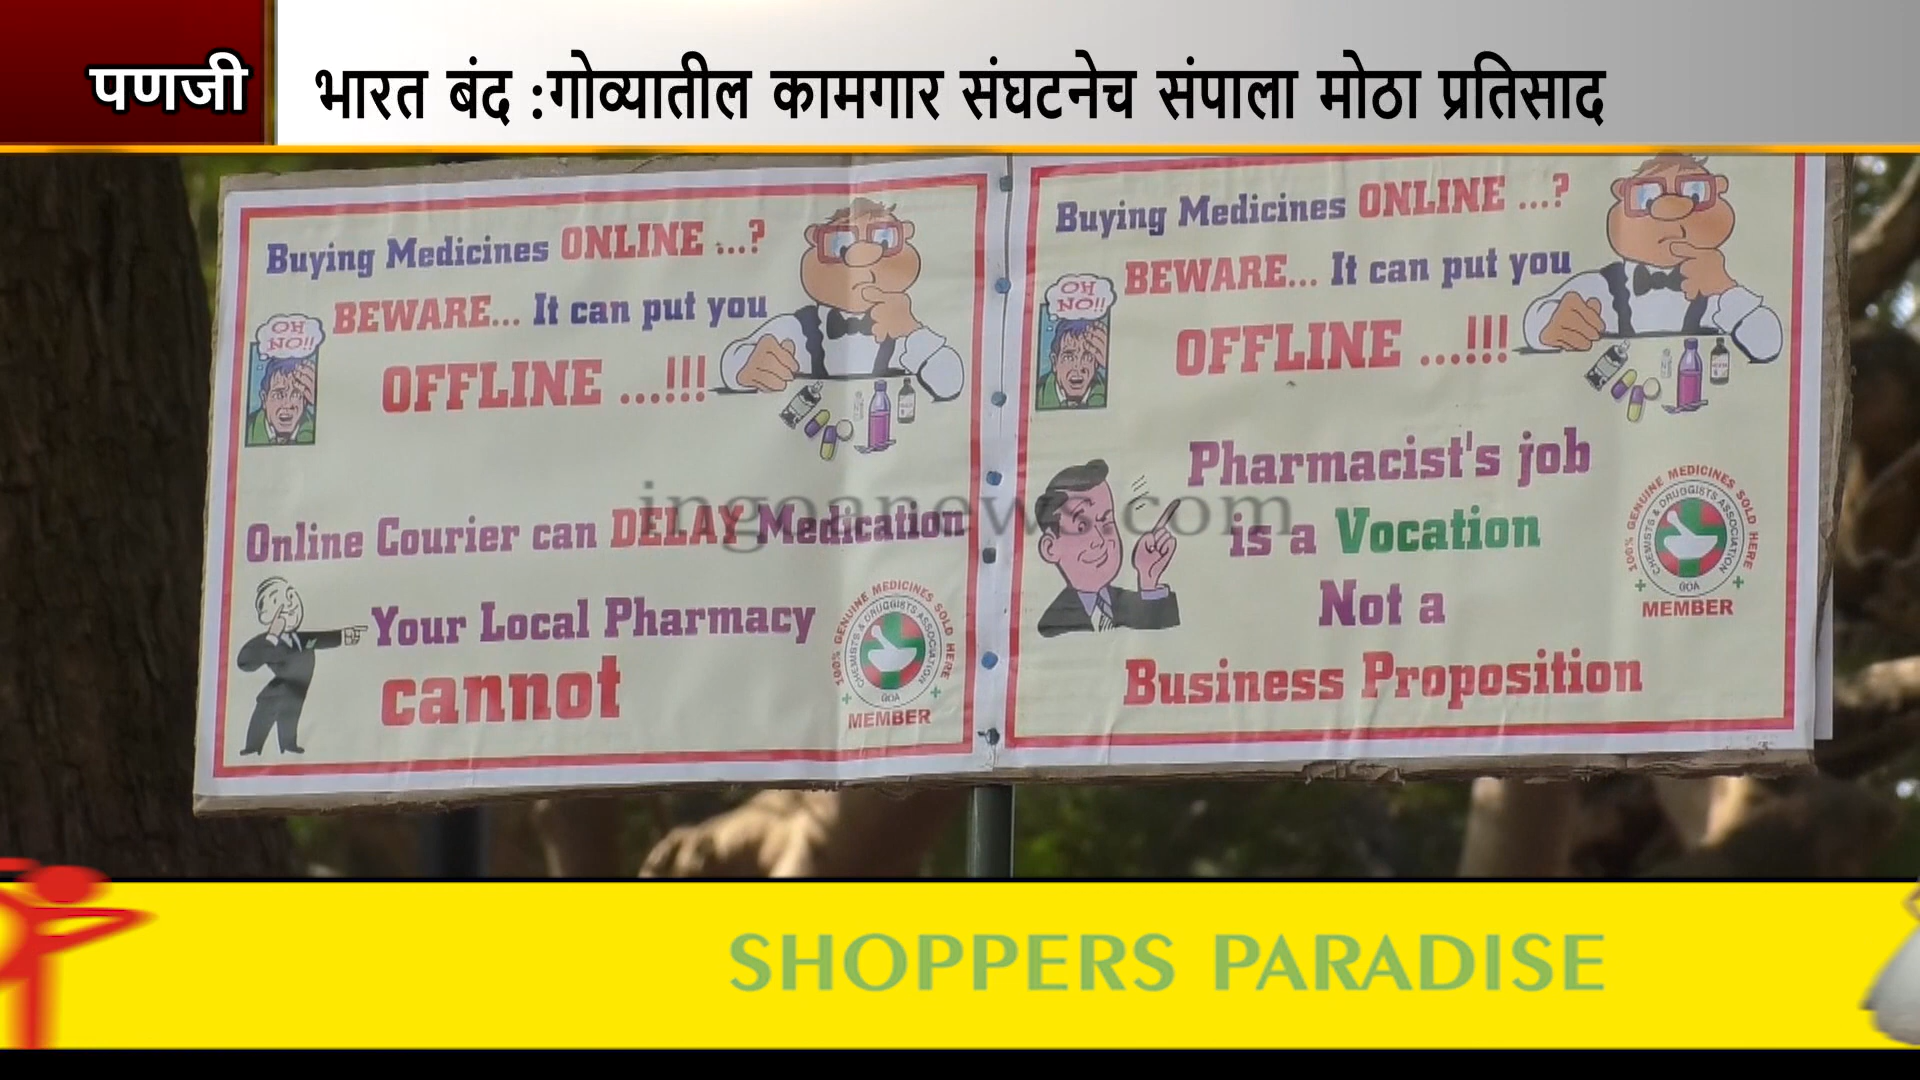 पणजी
भारत बंद :गोव्यातील कामगार संघटनेच संपाला मोठा प्रतिसाद
Buying Medicines ONLINE ...?
BEWARE... It can put you
OH NO!!
OFFLINE ...!!!
Online Courier can DELAY Medication
Your Local Pharmacy
cannot
100% GENUINE MEDICINES SOLD HERE
CHEMISTS & DRUGGISTS ASSOCIATION
GOA
MEMBER
Buying Medicines ONLINE ...?
BEWARE... It can put you
OH NO!!
OFFLINE ...!!!
Pharmacist's job
is a Vocation
Not a
Business Proposition
100% GENUINE MEDICINES SOLD HERE
CHEMISTS & DRUGGISTS ASSOCIATION
GOA
MEMBER
ingoanews.com
SHOPPERS PARADISE